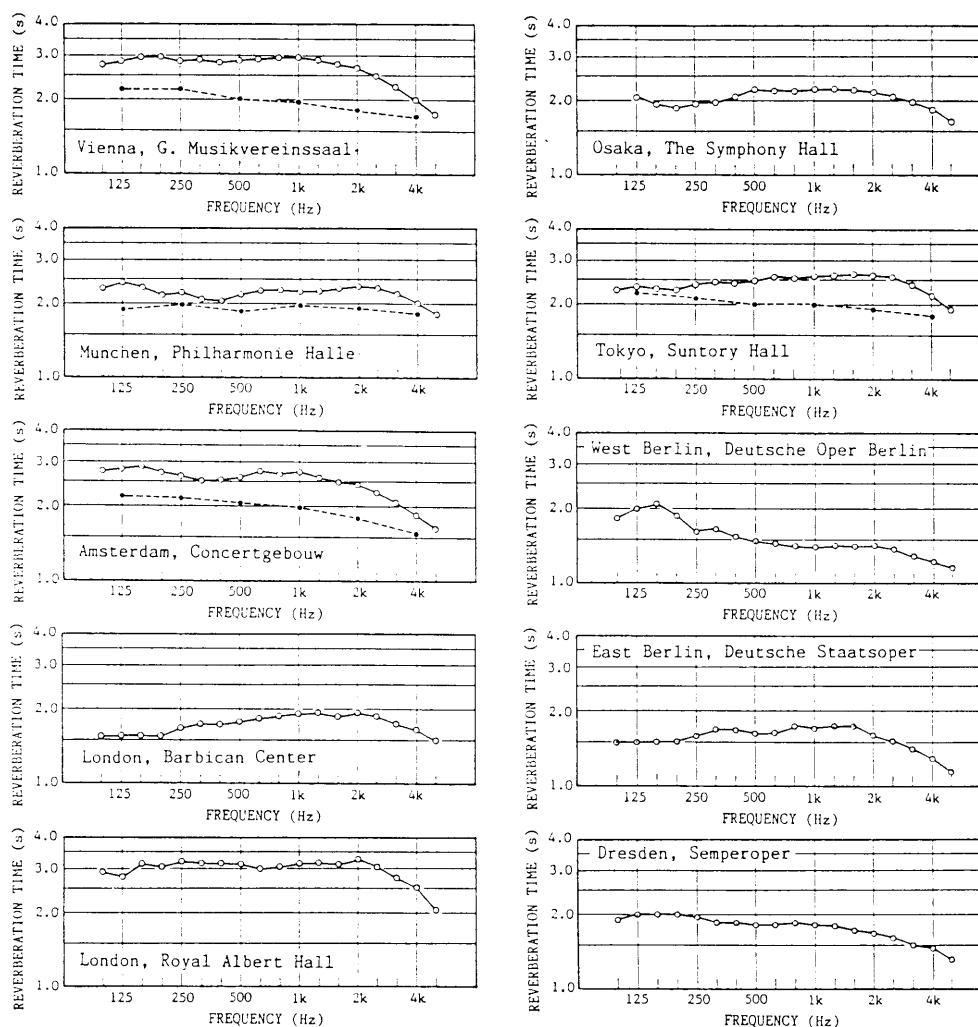 REVERBERATION TIME (s)
4.0
3.0
2.0
1.0
Vienna, G. Musikvereinssaal
125 250 500 1k 2k 4k
FREQUENCY (Hz)
REVERBERATION TIME (s)
4.0
3.0
2.0
1.0
Munchen, Philharmonie Halle
125 250 500 1k 2k 4k
FREQUENCY (Hz)
REVERBERATION TIME (s)
4.0
3.0
2.0
1.0
Amsterdam, Concertgebouw
125 250 500 1k 2k 4k
FREQUENCY (Hz)
REVERBERATION TIME (s)
4.0
3.0
2.0
1.0
London, Barbican Center
125 250 500 1k 2k 4k
FREQUENCY (Hz)
REVERBERATION TIME (s)
4.0
3.0
2.0
1.0
London, Royal Albert Hall
125 250 500 1k 2k 4k
FREQUENCY (Hz)
REVERBERATION TIME (s)
4.0
3.0
2.0
1.0
Osaka, The Symphony Hall
125 250 500 1k 2k 4k
FREQUENCY (Hz)
REVERBERATION TIME (s)
4.0
3.0
2.0
1.0
Tokyo, Suntory Hall
125 250 500 1k 2k 4k
FREQUENCY (Hz)
REVERBERATION TIME (s)
4.0
West Berlin, Deutsche Oper Berlin
3.0
2.0
1.0
125 250 500 1k 2k 4k
FREQUENCY (Hz)
REVERBERATION TIME (s)
4.0
East Berlin, Deutsche Staatsoper
3.0
2.0
1.0
125 250 500 1k 2k 4k
FREQUENCY (Hz)
REVERBERATION TIME (s)
4.0
Dresden, Semperoper
3.0
2.0
1.0
125 250 500 1k 2k 4k
FREQUENCY (Hz)